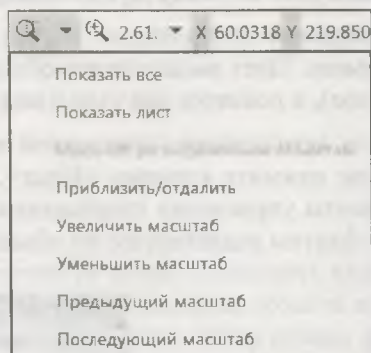 2.61. X 60.0318 Y 219.850
Показать все
Показать лист
Приблизить/отдалить
Увеличить масштаб
Уменьшить масштаб
Предыдущий масштаб
Последующий масштаб